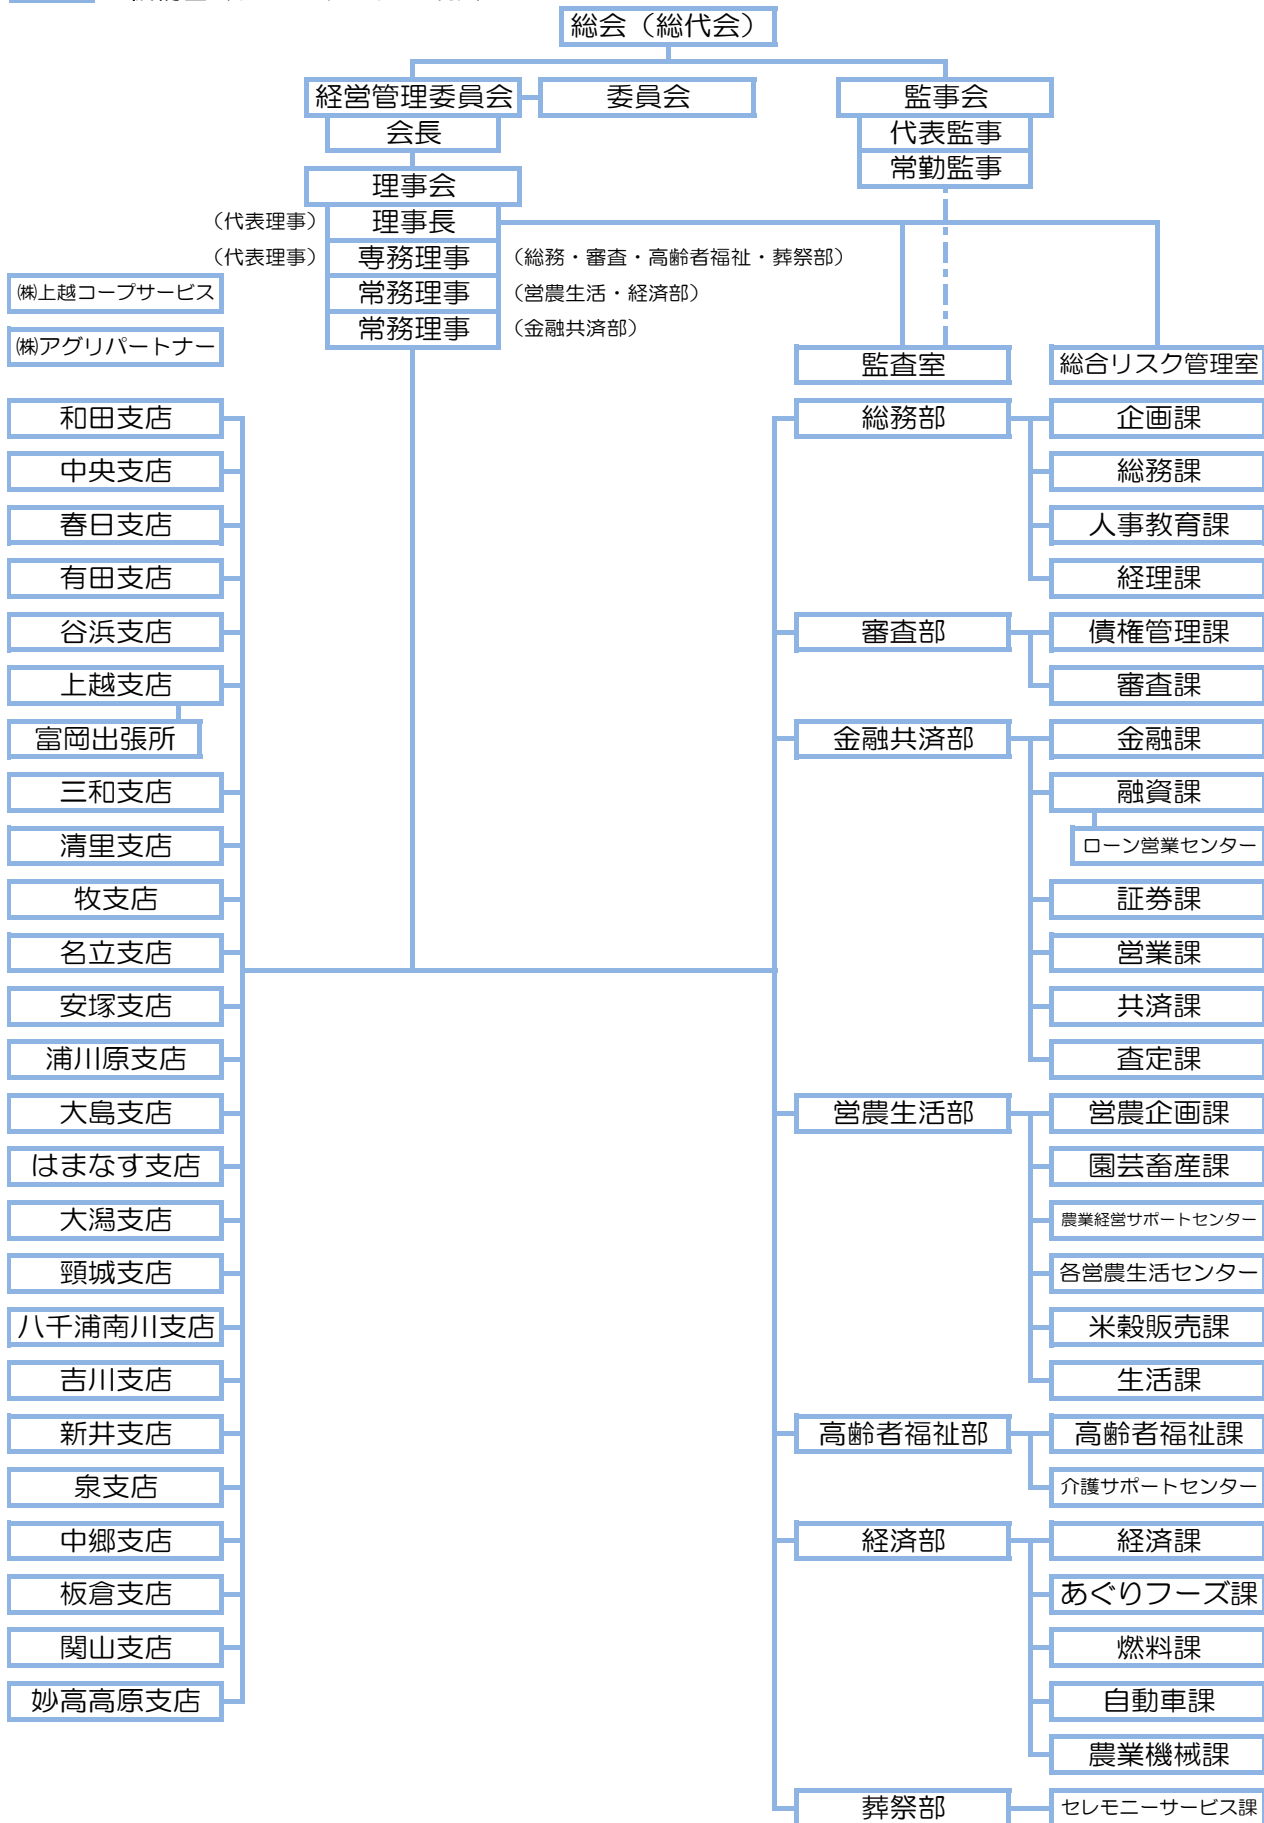 総会（総代会）
経営管理委員会
委員会
監事会
会長
代表監事
常勤監事
理事会
（代表理事）
理事長
（代表理事）
専務理事
（総務・審査・高齢者福祉・葬祭部）
㈱上越コープサービス
常務理事
（営農生活・経済部）
㈱アグリパートナー
常務理事
（金融共済部）
監査室
総合リスク管理室
和田支店
中央支店
春日支店
有田支店
谷浜支店
上越支店
富岡出張所
三和支店
清里支店
牧支店
名立支店
安塚支店
浦川原支店
大島支店
はまなす支店
大潟支店
頸城支店
八千浦南川支店
吉川支店
新井支店
泉支店
中郷支店
板倉支店
関山支店
妙高高原支店
総務部
企画課
総務課
人事教育課
経理課
審査部
債権管理課
審査課
金融共済部
金融課
融資課
ローン営業センター
証券課
営業課
共済課
査定課
営農生活部
営農企画課
園芸畜産課
農業経営サポートセンター
各営農生活センター
米穀販売課
生活課
高齢者福祉部
高齢者福祉課
介護サポートセンター
経済部
経済課
あぐりフーズ課
燃料課
自動車課
農業機械課
葬祭部
セレモニーサービス課